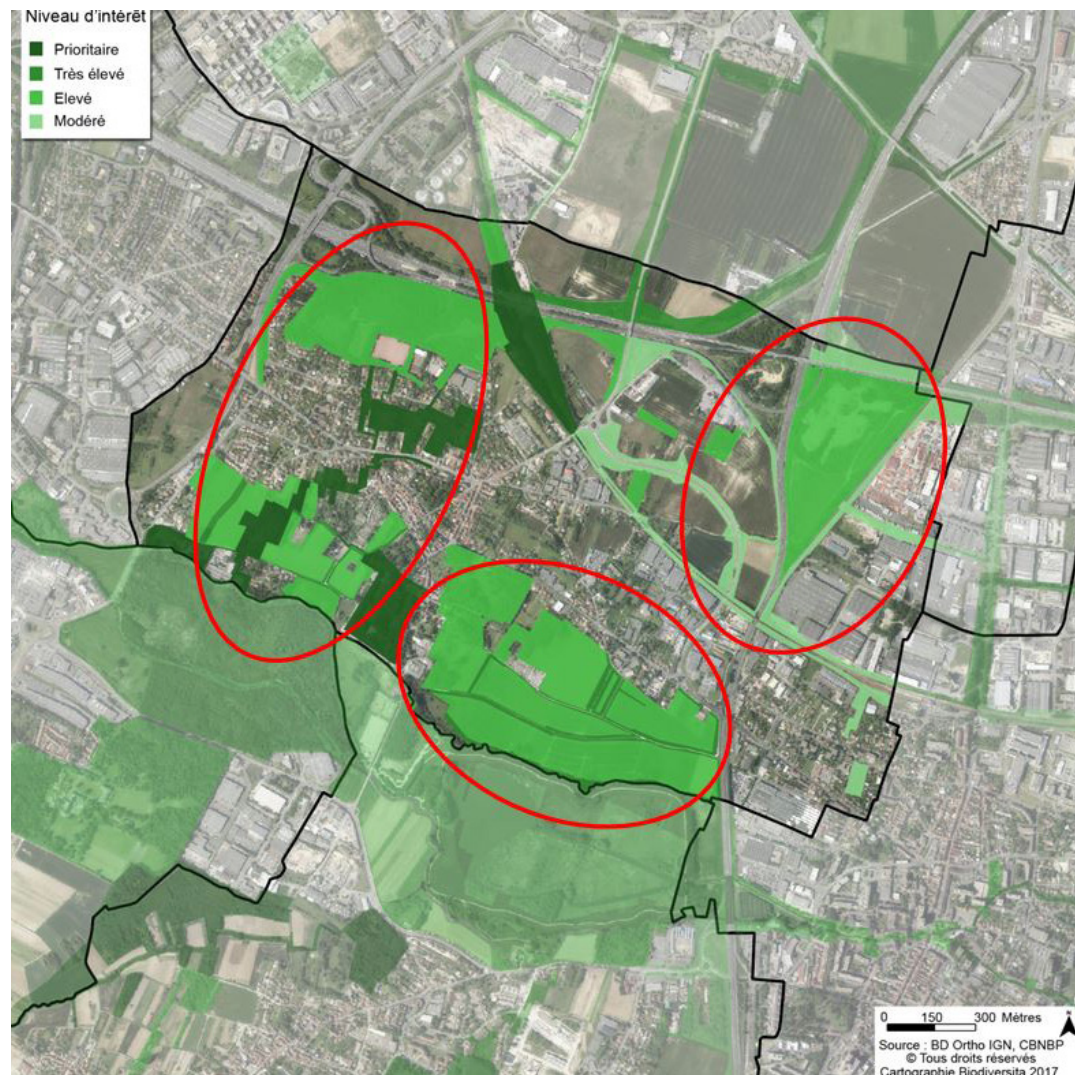 Niveau d'intérêt
Prioritaire
Très élevé
Elevé
Modéré
0 150 300 Mètres
N
Source : BD Ortho IGN, CBNBP
© Tous droits réservés
Cartographie Biodiversita 2017